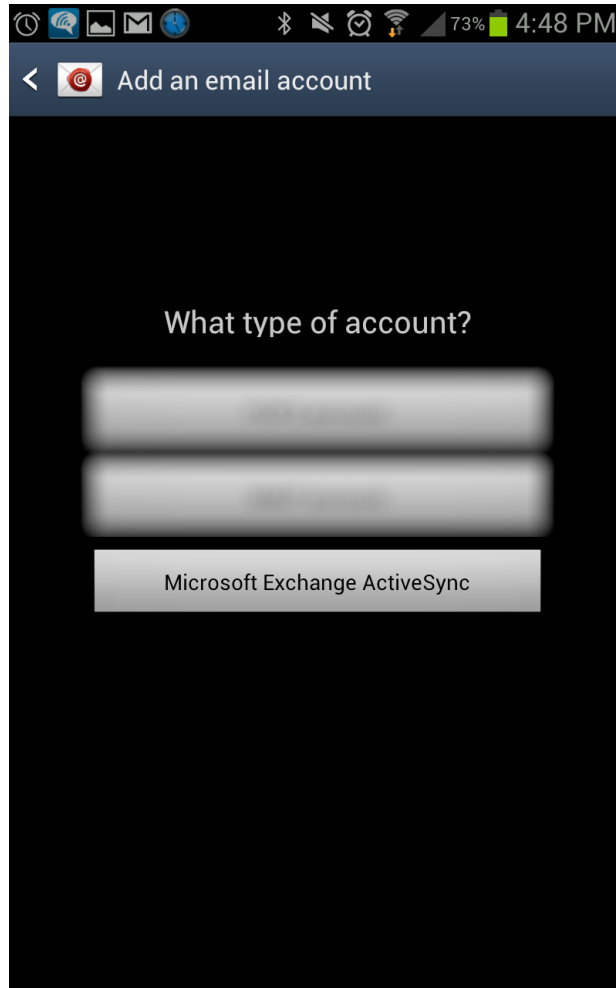 73% 4:48 PM
Add an email account
What type of account?
Microsoft Exchange ActiveSync